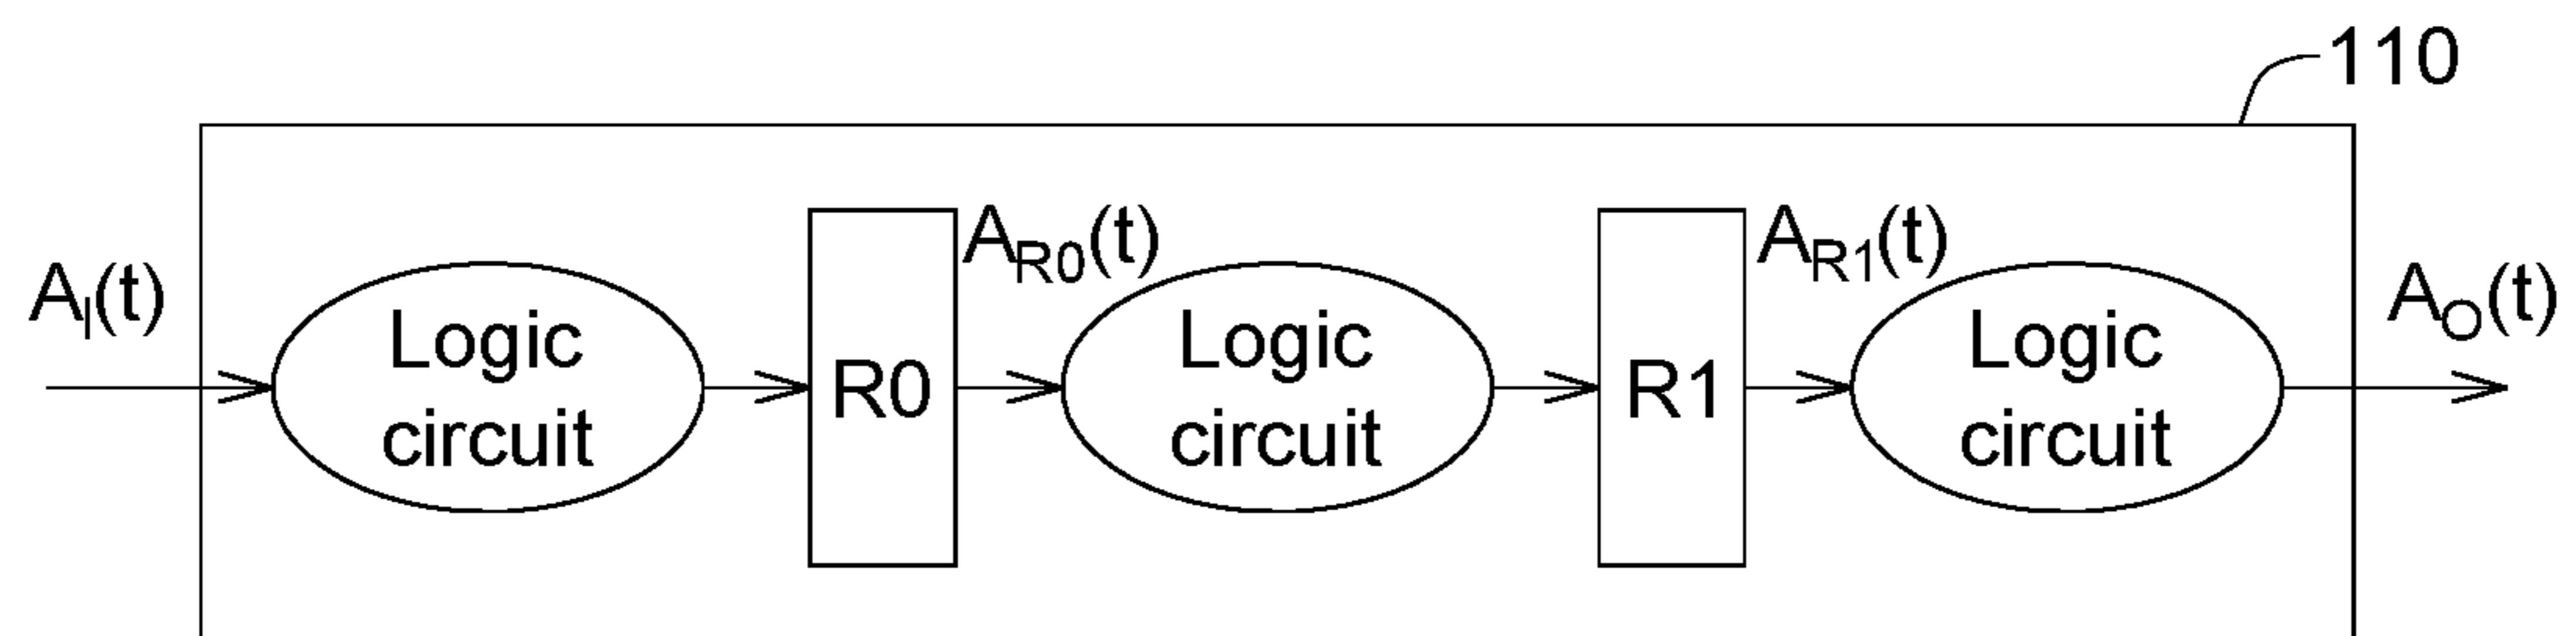 110
A_I(t)
Logic
circuit
R0
A_R0(t)
Logic
circuit
R1
A_R1(t)
Logic
circuit
A_O(t)